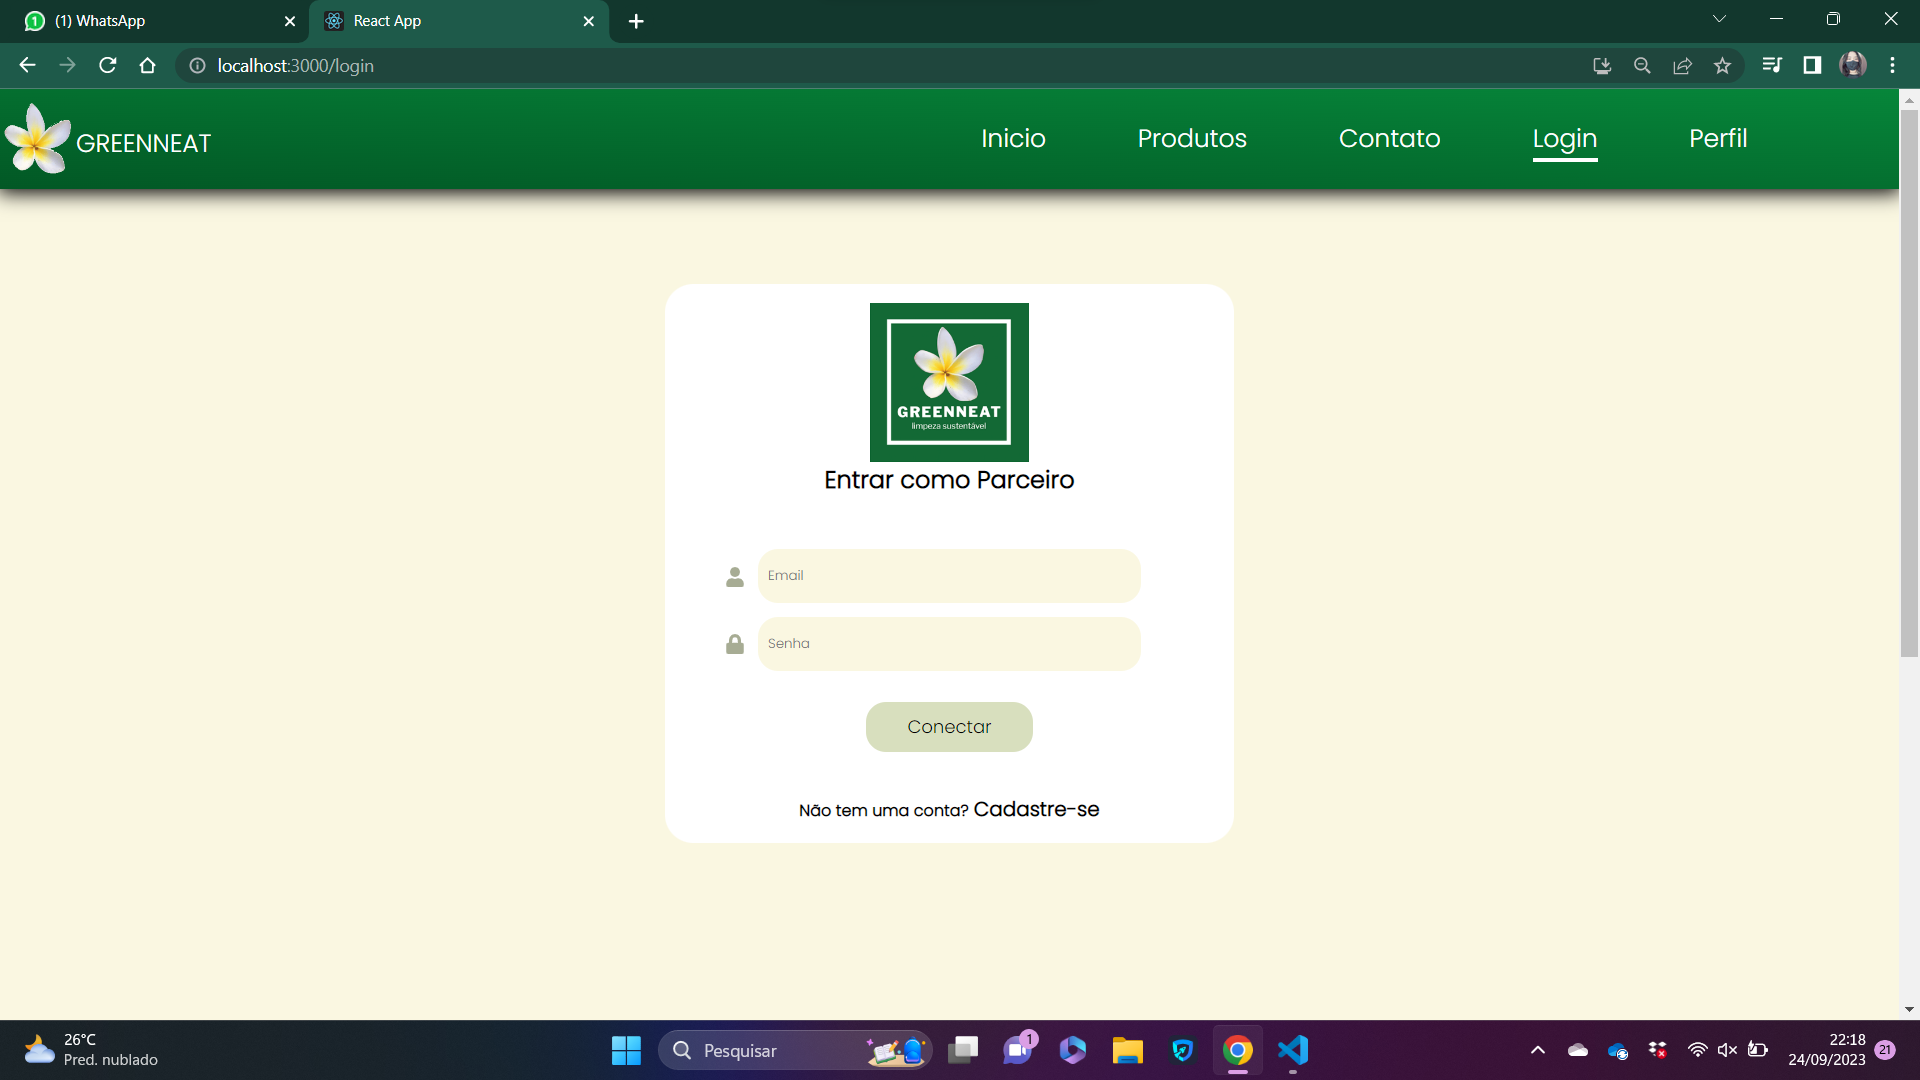 (1) WhatsApp
React App
localhost:3000/login
GREENNEAT
Inicio
Produtos
Contato
Login
Perfil
GREENNEAT
limpeza sustentável
Entrar como Parceiro
Email
Senha
Conectar
Não tem uma conta? Cadastre-se
26°C
Pred. nublado
Pesquisar
1
22:18
24/09/2023
21